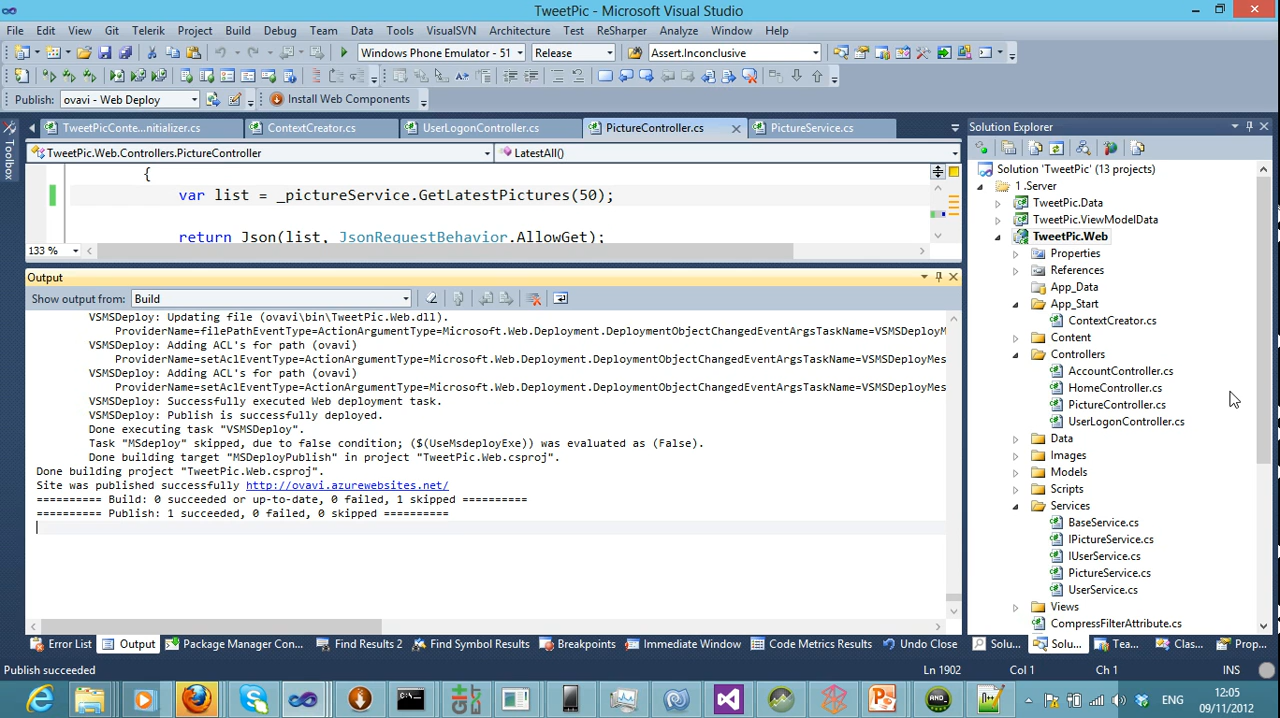 TweetPic - Microsoft Visual Studio
File Edit View Git Telerik Project Build Debug Team Data Tools VisualSVN Architecture Test ReSharper Analyze Window Help
Windows Phone Emulator - 51 Release Assert.Inconclusive
Publish: ovavi - Web Deploy Install Web Components
TweetPicConte...nitializer.cs ContextCreator.cs UserLogonController.cs PictureController.cs PictureService.cs
TweetPic.Web.Controllers.PictureController LatestAll()
{
var list = _pictureService.GetLatestPictures(50);
return Json(list, JsonRequestBehavior.AllowGet);
133 %
Output
Show output from: Build
VSMSDeploy: Updating file (ovavi\bin\TweetPic.Web.dll).
ProviderName=filePathEventType=ActionArgumentType=Microsoft.Web.Deployment.DeploymentObjectChangedEventArgsTaskName=VSMSDeployM
VSMSDeploy: Adding ACL's for path (ovavi)
ProviderName=setAclEventType=ActionArgumentType=Microsoft.Web.Deployment.DeploymentObjectChangedEventArgsTaskName=VSMSDeployMes
VSMSDeploy: Adding ACL's for path (ovavi)
ProviderName=setAclEventType=ActionArgumentType=Microsoft.Web.Deployment.DeploymentObjectChangedEventArgsTaskName=VSMSDeployMes
VSMSDeploy: Successfully executed Web deployment task.
VSMSDeploy: Publish is successfully deployed.
Done executing task "VSMSDeploy".
Task "MSdeploy" skipped, due to false condition; ($(UseMsdeployExe)) was evaluated as (False).
Done building target "MSDeployPublish" in project "TweetPic.Web.csproj".
Done building project "TweetPic.Web.csproj".
Site was published successfully http://ovavi.azurewebsites.net/
========== Build: 0 succeeded or up-to-date, 0 failed, 1 skipped ==========
========== Publish: 1 succeeded, 0 failed, 0 skipped ==========
Error List Output Package Manager Con... Find Results 2 Find Symbol Results Breakpoints Immediate Window Code Metrics Results Undo Close
Toolbox
Solution Explorer
Solution 'TweetPic' (13 projects)
1 .Server
TweetPic.Data
TweetPic.ViewModelData
TweetPic.Web
Properties
References
App_Data
App_Start
ContextCreator.cs
Content
Controllers
AccountController.cs
HomeController.cs
PictureController.cs
UserLogonController.cs
Data
Images
Models
Scripts
Services
BaseService.cs
IPictureService.cs
IUserService.cs
PictureService.cs
UserService.cs
Views
CompressFilterAttribute.cs
Solu... Solu... Tea... Clas... Prop...
Publish succeeded Ln 1902 Col 1 Ch 1 INS
ENG 12:05
09/11/2012